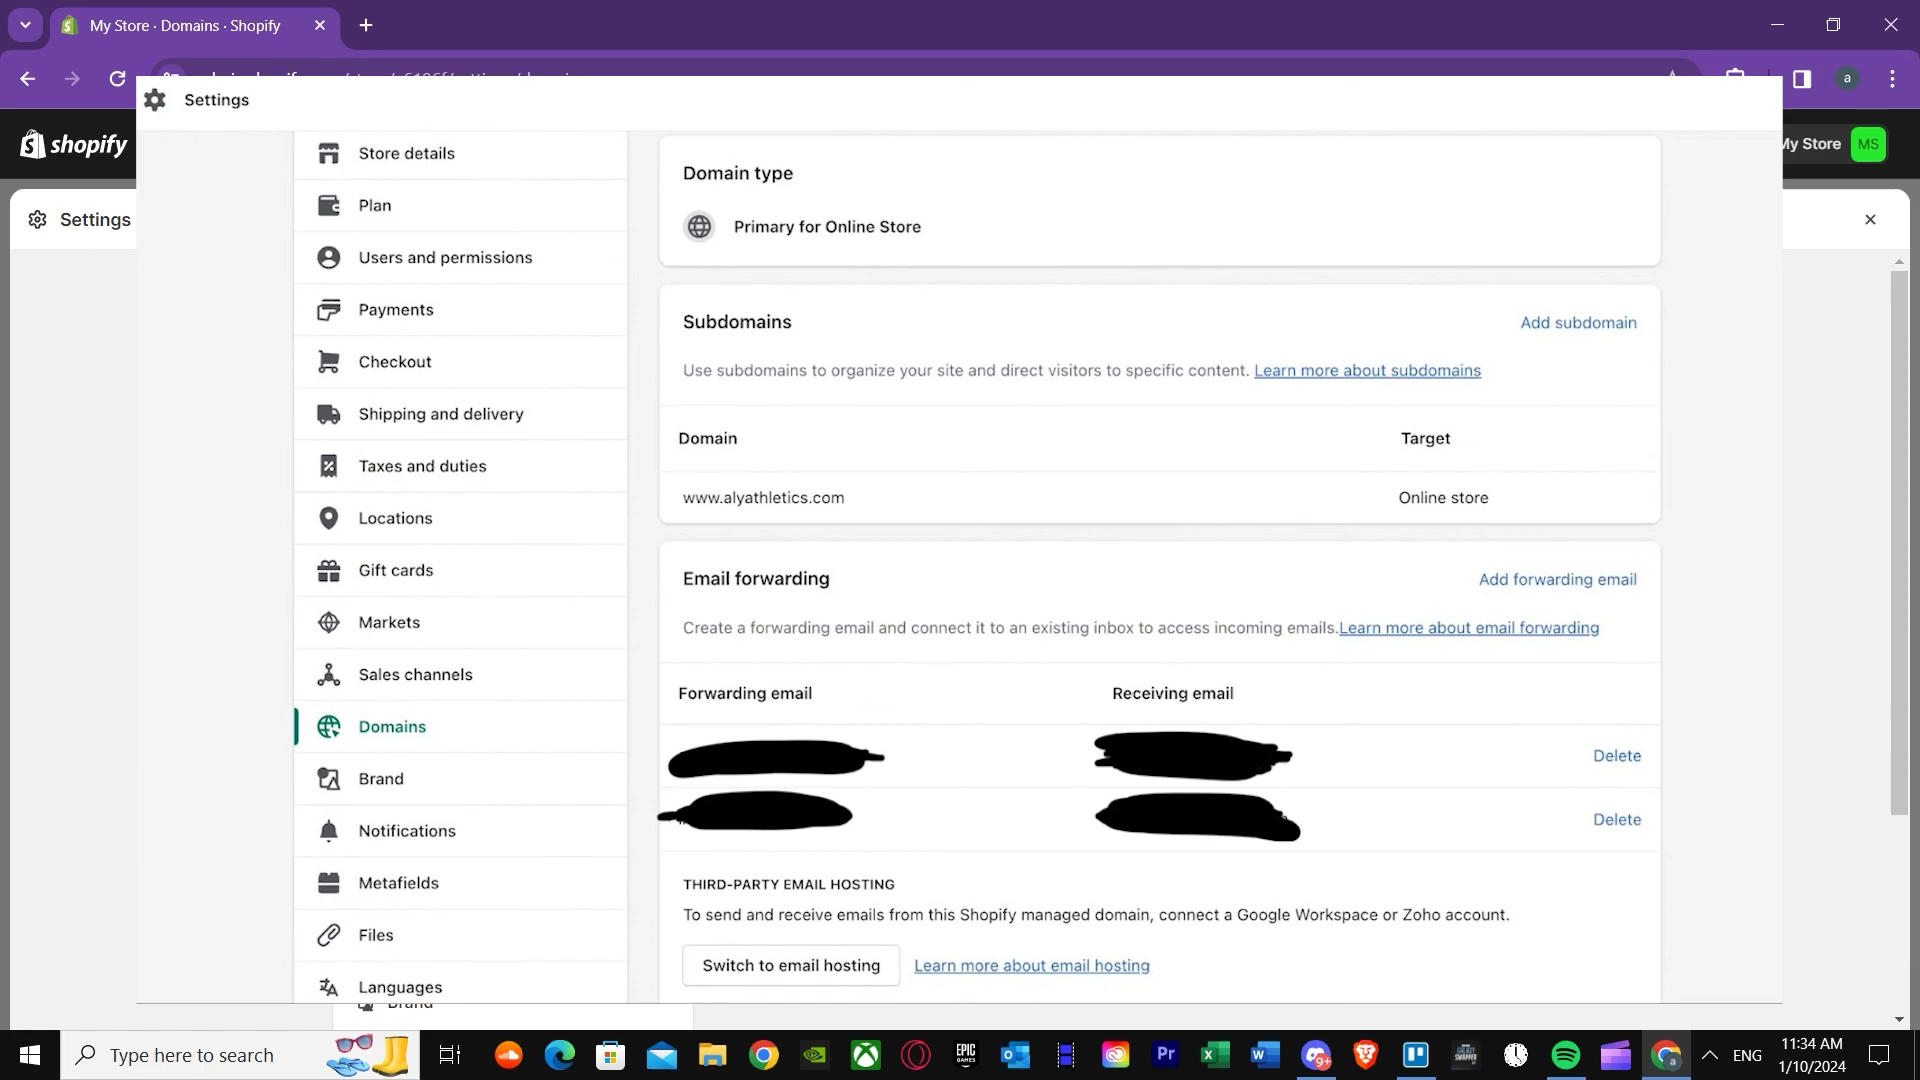 My Store · Domains · Shopify
a
shopify
My Store
MS
Settings
Settings
Store details
Plan
Users and permissions
Payments
Checkout
Shipping and delivery
Taxes and duties
Locations
Gift cards
Markets
Sales channels
Domains
Brand
Notifications
Metafields
Files
Languages
Brand
Domain type
Primary for Online Store
Subdomains
Add subdomain
Use subdomains to organize your site and direct visitors to specific content. Learn more about subdomains
Domain Target
www.alyathletics.com Online store
Email forwarding
Add forwarding email
Create a forwarding email and connect it to an existing inbox to access incoming emails.Learn more about email forwarding
Forwarding email Receiving email
Delete
Delete
THIRD-PARTY EMAIL HOSTING
To send and receive emails from this Shopify managed domain, connect a Google Workspace or Zoho account.
Switch to email hosting Learn more about email hosting
Type here to search
EPIC GAMES
Pr
9+
a
ENG
11:34 AM
1/10/2024